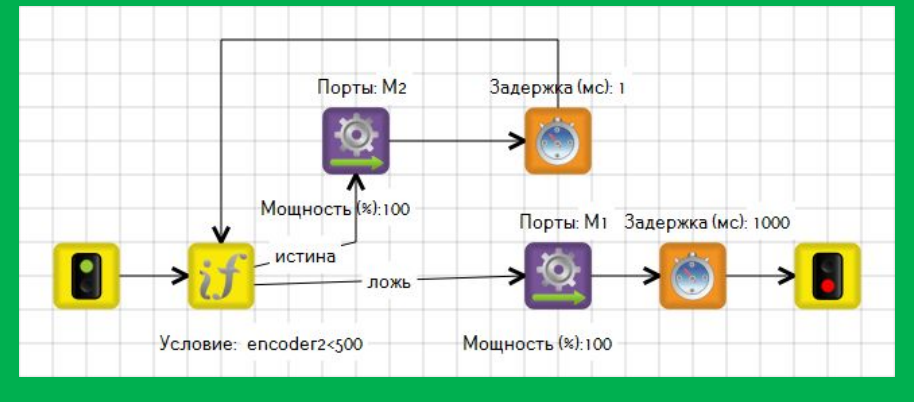 Порты: M2
Задержка (мс): 1
Мощность (%):100
Порты: M1
Задержка (мс): 1000
истина
if
ложь
Условие: encoder2<500
Мощность (%):100